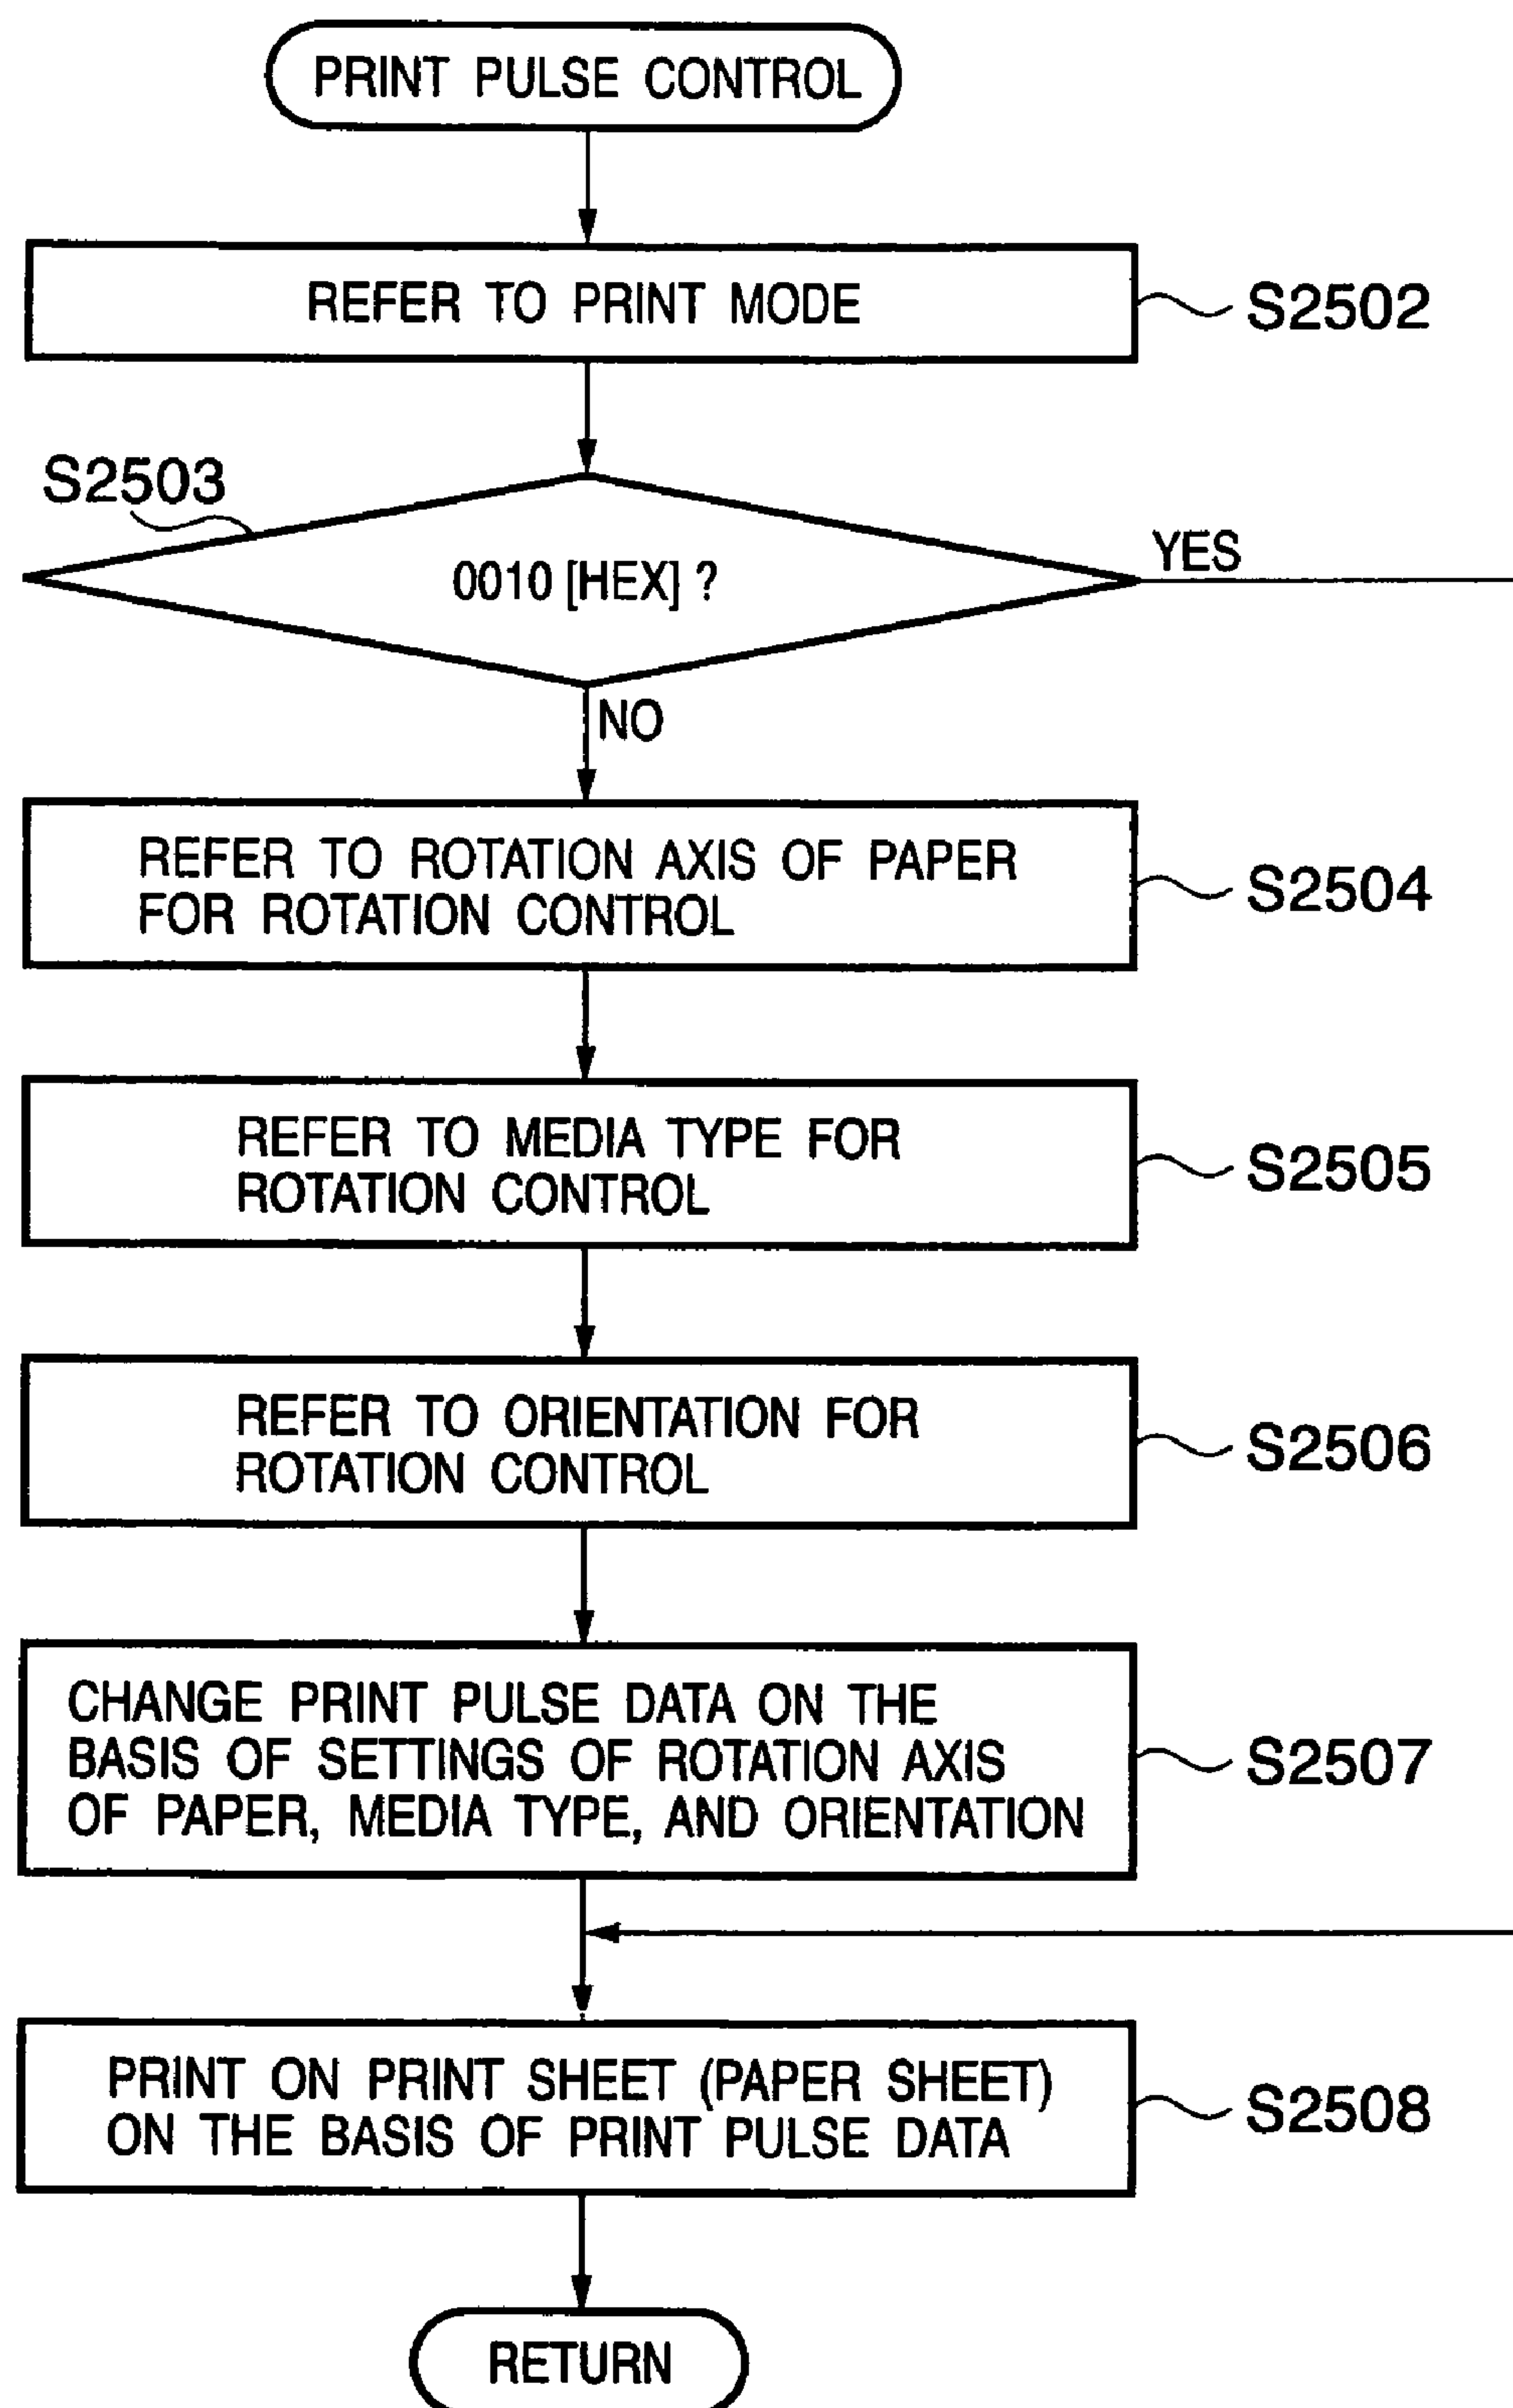 PRINT PULSE CONTROL
REFER TO PRINT MODE
S2502
S2503
0010 [HEX] ?
YES
NO
REFER TO ROTATION AXIS OF PAPER
FOR ROTATION CONTROL
S2504
REFER TO MEDIA TYPE FOR
ROTATION CONTROL
S2505
REFER TO ORIENTATION FOR
ROTATION CONTROL
S2506
CHANGE PRINT PULSE DATA ON THE
BASIS OF SETTINGS OF ROTATION AXIS
OF PAPER, MEDIA TYPE, AND ORIENTATION
S2507
PRINT ON PRINT SHEET (PAPER SHEET)
ON THE BASIS OF PRINT PULSE DATA
S2508
RETURN